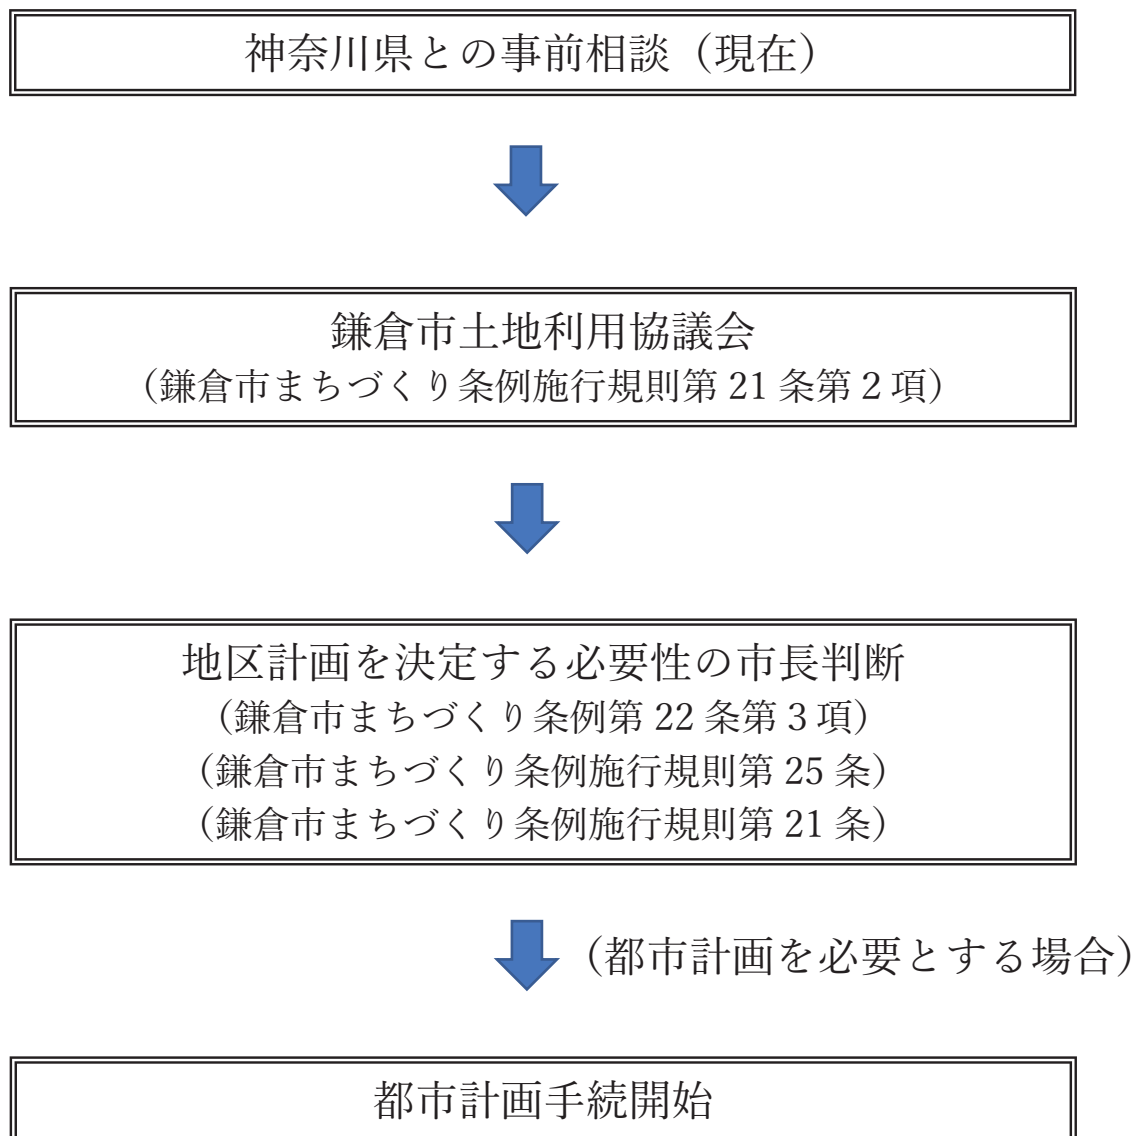 神奈川県との事前相談（現在）
鎌倉市土地利用協議会
（鎌倉市まちづくり条例施行規則第 21 条第２項）
地区計画を決定する必要性の市長判断
（鎌倉市まちづくり条例第 22 条第３項）
（鎌倉市まちづくり条例施行規則第 25 条）
（鎌倉市まちづくり条例施行規則第 21 条）
（都市計画を必要とする場合）
都市計画手続開始